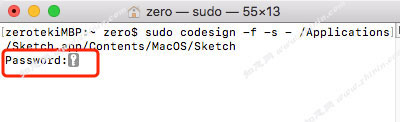 zero — sudo — 55×13
[zerotekiMBP:~ zero$ sudo codesign -f -s - /Applications]
/Sketch.app/Contents/MacOS/Sketch
Password: